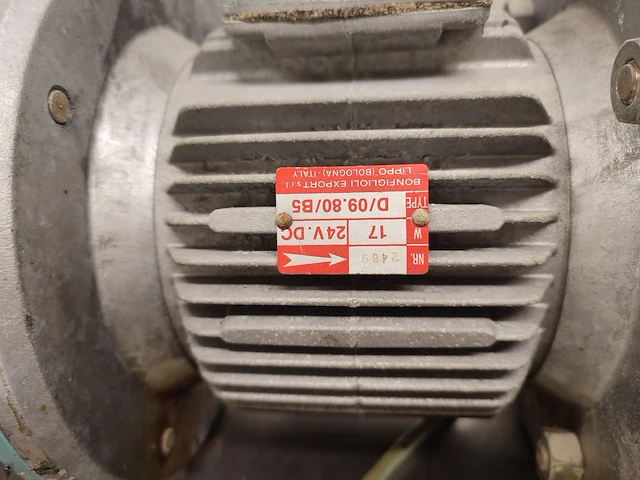 NR. 2489
W 17 24V.DC
TYPE D/09.80/B5
BONFIGLIOLI EXPORT s.r.l.
LIPPO (BOLOGNA)-ITALY